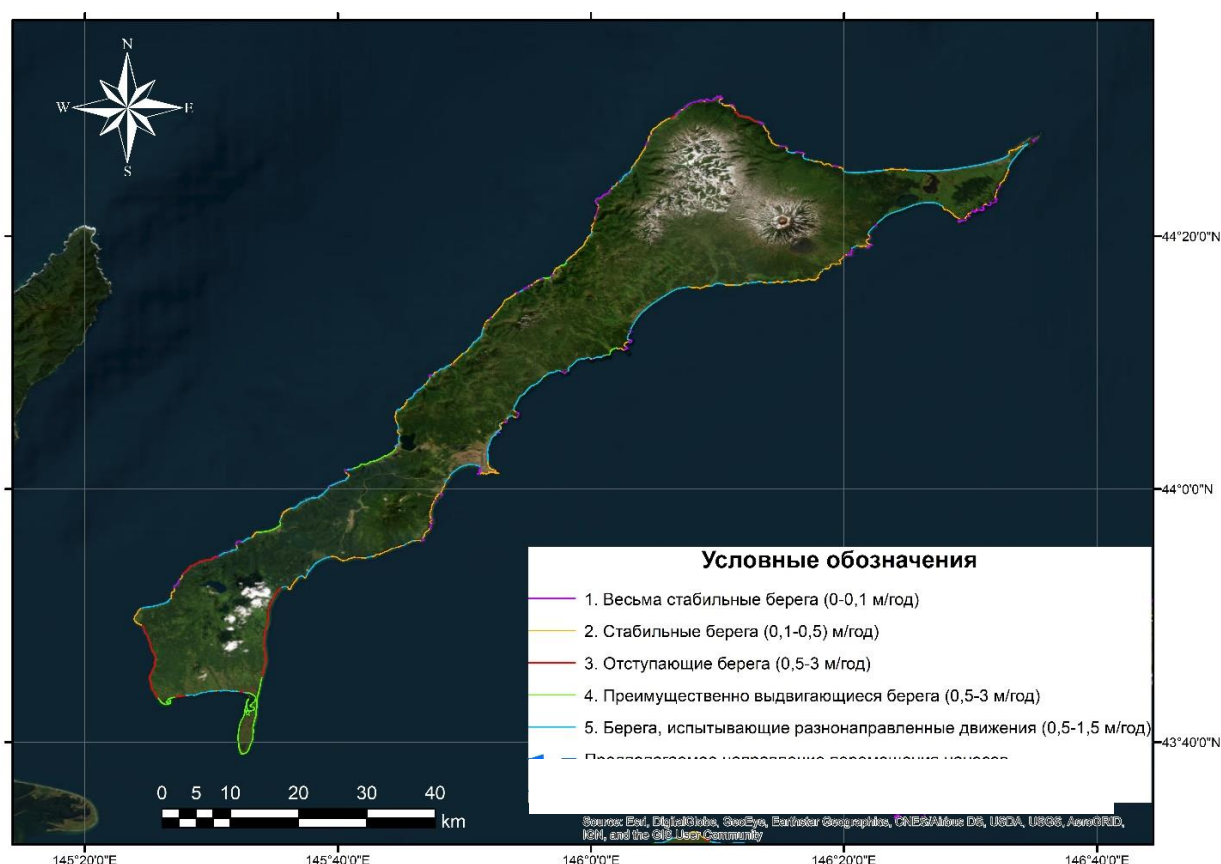 N
W
E
S
44°20'0"N
44°0'0"N
43°40'0"N
Условные обозначения
1. Весьма стабильные берега (0-0,1 м/год)
2. Стабильные берега (0,1-0,5) м/год)
3. Отступающие берега (0,5-3 м/год)
4. Преимущественно выдвигающиеся берега (0,5-3 м/год)
5. Берега, испытывающие разнонаправленные движения (0,5-1,5 м/год)
Предполагаемое направление перемещения наносов
0 5 10 20 30 40
km
Source: Esri, DigitalGlobe, GeoEye, Earthstar Geographics, CNES/Airbus DS, USDA, USGS, AeroGRID,
IGN, and the GIS User Community
145°20'0"E 145°40'0"E 146°0'0"E 146°20'0"E 146°40'0"E